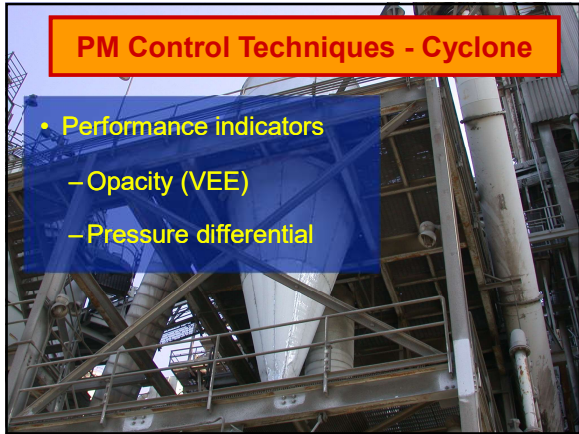 PM Control Techniques - Cyclone
• Performance indicators
–Opacity (VEE)
–Pressure differential